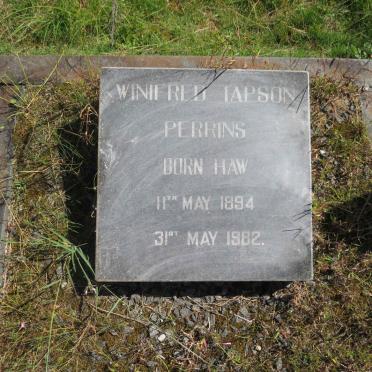 WINIFRED TAPSON
PERRINS
BORN HAW
11TH MAY 1894
31ST MAY 1982.